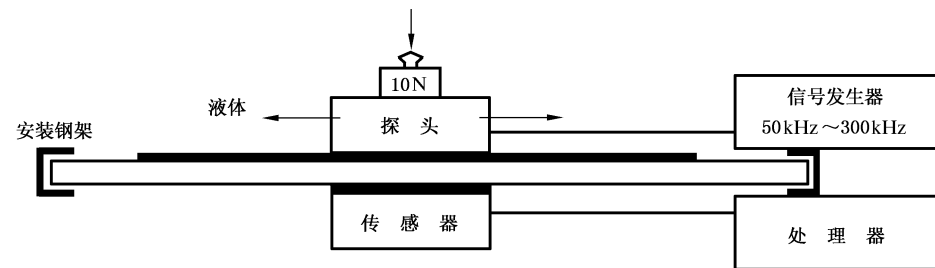 10N
信号发生器
50kHz～300kHz
液体
探 头
安装钢架
传 感 器
处 理 器